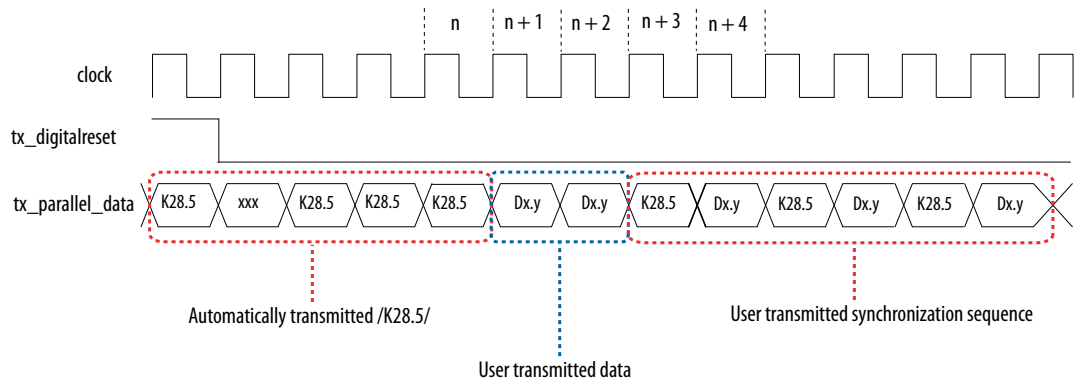 n n + 1 n + 2 n + 3 n + 4
clock
tx_digitalreset
tx_parallel_data K28.5 xxx K28.5 K28.5 K28.5 Dx.y Dx.y K28.5 Dx.y K28.5 Dx.y K28.5 Dx.y
Automatically transmitted /K28.5/
User transmitted synchronization sequence
User transmitted data